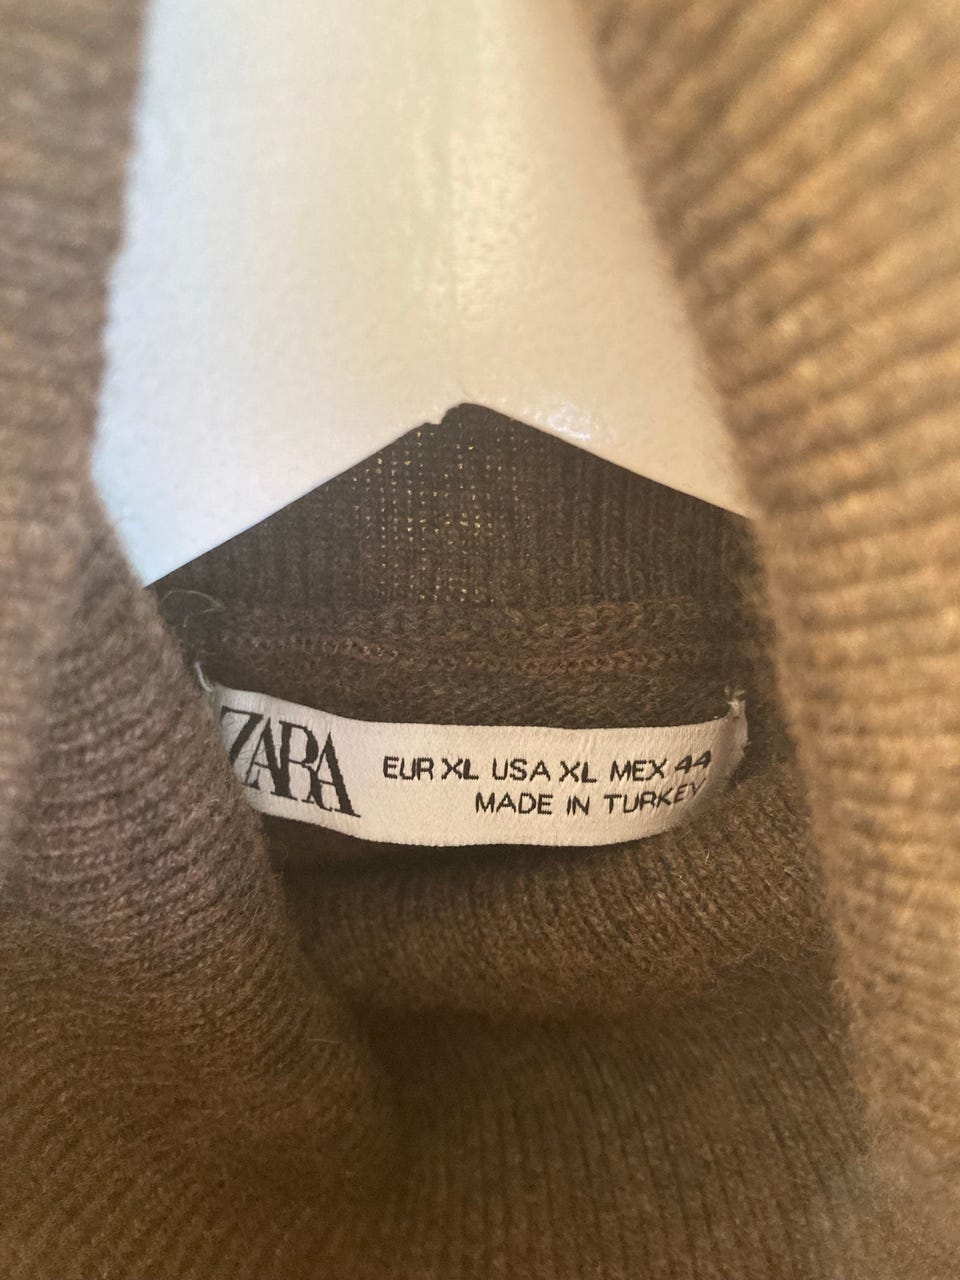 ZARA
EUR XL USA XL MEX 44
MADE IN TURKEY